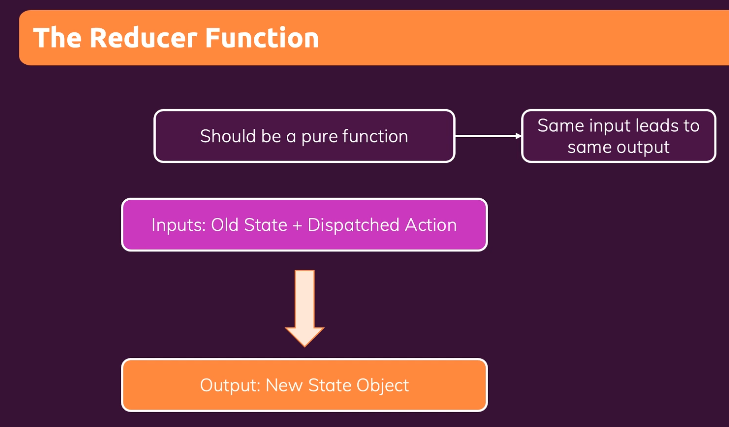 The Reducer Function
Should be a pure function
Same input leads to
same output
Inputs: Old State + Dispatched Action
Output: New State Object